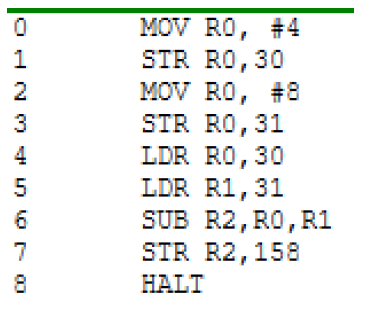 0 MOV R0, #4
1 STR R0,30
2 MOV R0, #8
3 STR R0,31
4 LDR R0,30
5 LDR R1,31
6 SUB R2,R0,R1
7 STR R2,158
8 HALT